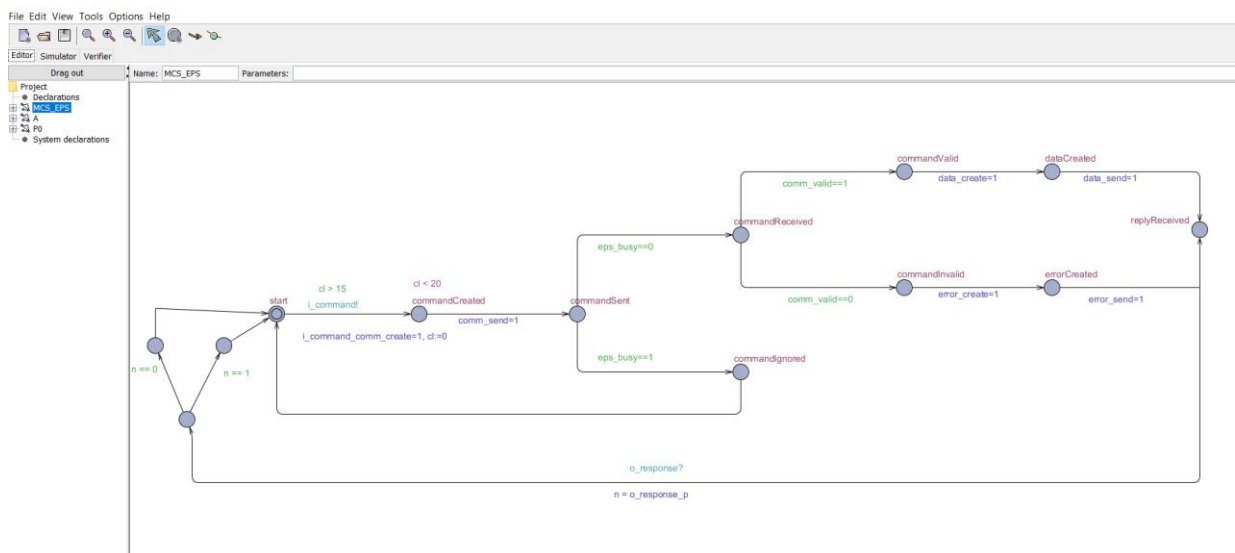 File Edit View Tools Options Help
Editor Simulator Verifier
Drag out
Name: MCS_EPS Parameters:
Project
Declarations
MCS_EPS
A
P0
System declarations
commandValid
dataCreated
comm_valid==1
data_create=1
data_send=1
commandReceived
replyReceived
eps_busy==0
commandInvalid
errorCreated
cl > 15
cl < 20
start
i_command!
commandCreated
commandSent
comm_valid==0
error_create=1
error_send=1
comm_send=1
i_command_comm_create=1, cl:=0
eps_busy==1
commandIgnored
n == 0
n == 1
o_response?
n = o_response_p